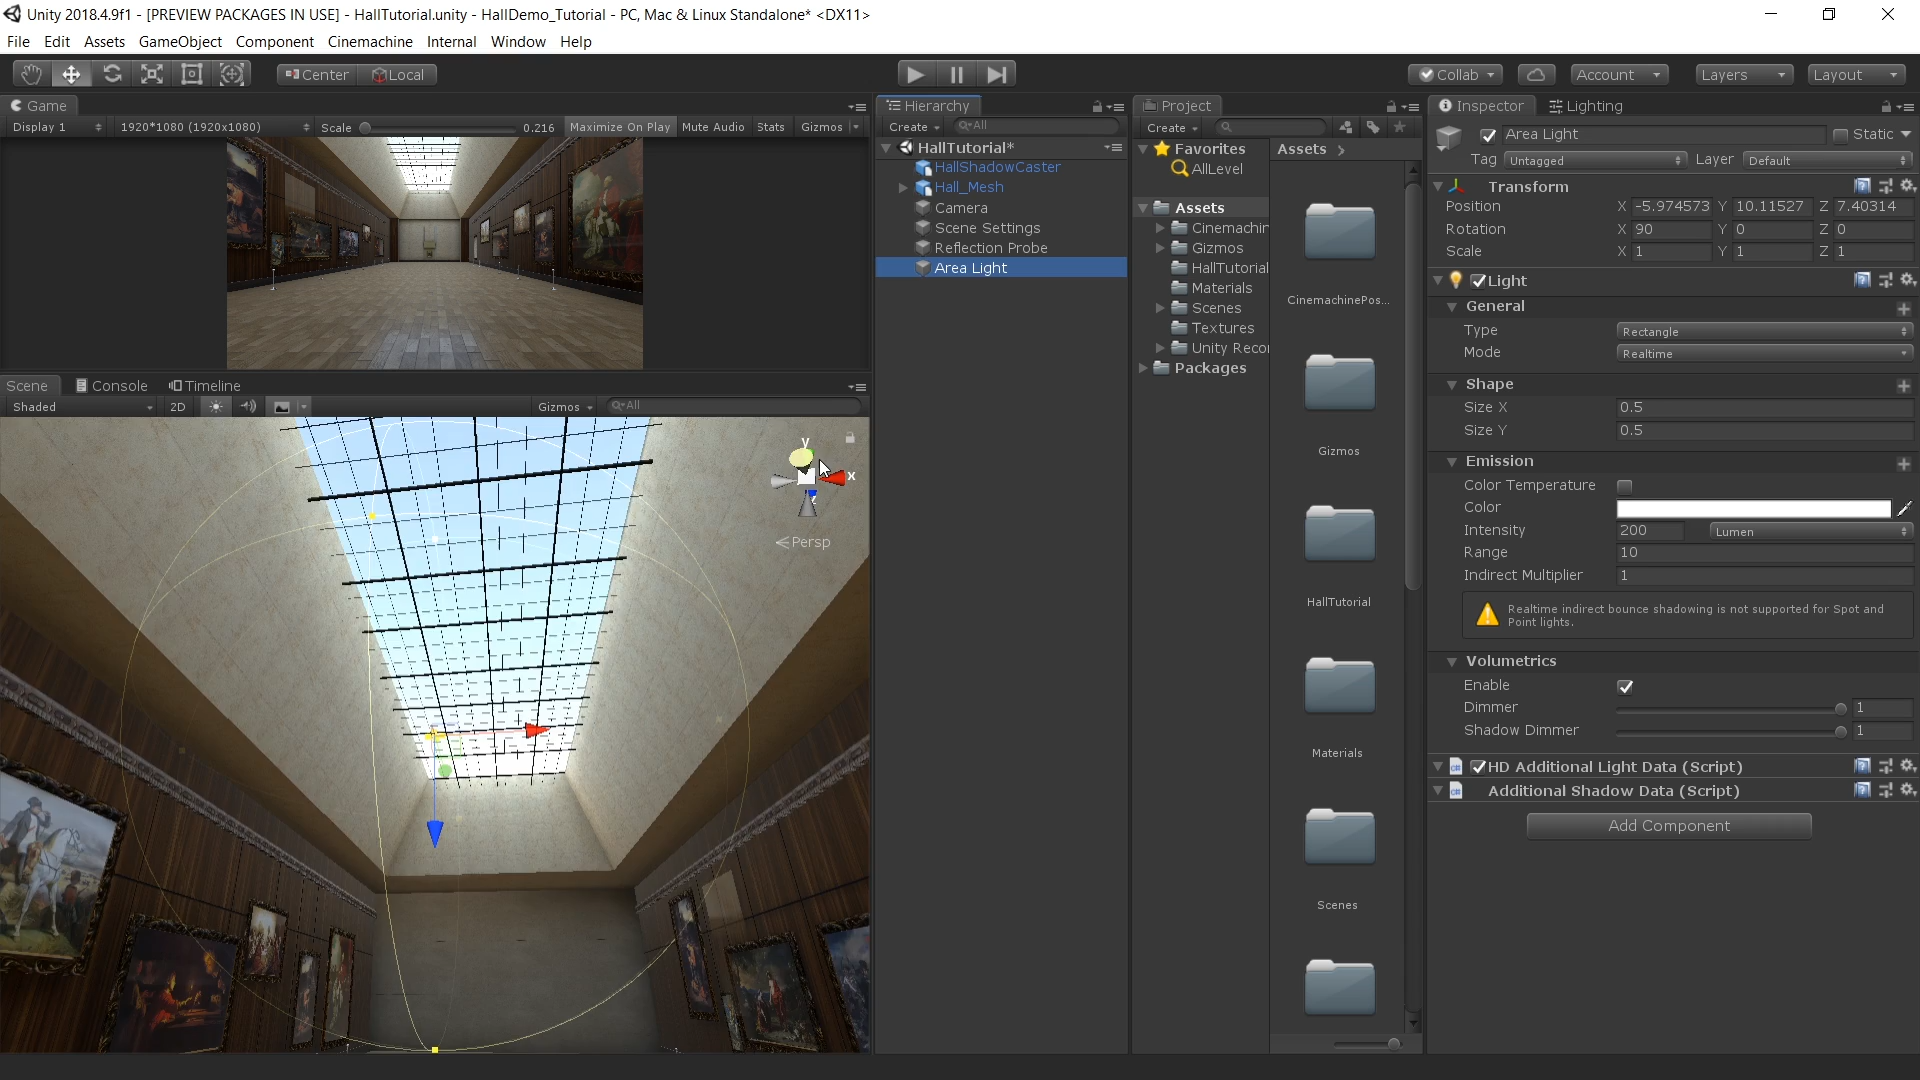 Unity 2018.4.9f1 - [PREVIEW PACKAGES IN USE] - HallTutorial.unity - HallDemo_Tutorial - PC, Mac & Linux Standalone* <DX11>
File Edit Assets GameObject Component Cinemachine Internal Window Help
Center Local Collab Account Layers Layout
Game
Display 1 1920*1080 (1920x1080) Scale 0.216 Maximize On Play Mute Audio Stats Gizmos
Scene Console Timeline
Shaded 2D Gizmos All
y
x
z
Persp
Hierarchy
Create All
HallTutorial*
HallShadowCaster
Hall_Mesh
Camera
Scene Settings
Reflection Probe
Area Light
Project
Create
Favorites
AllLevel
Assets
Cinemachin
Gizmos
HallTutorial
Materials
Scenes
Textures
Unity Reco
Packages
Assets
CinemachinePos...
Gizmos
HallTutorial
Materials
Scenes
Inspector Lighting
Area Light Static
Tag Untagged Layer Default
Transform
Position X -5.974573 Y 10.11527 Z 7.40314
Rotation X 90 Y 0 Z 0
Scale X 1 Y 1 Z 1
Light
General
Type Rectangle
Mode Realtime
Shape
Size X 0.5
Size Y 0.5
Emission
Color Temperature
Color
Intensity 200 Lumen
Range 10
Indirect Multiplier 1
Realtime indirect bounce shadowing is not supported for Spot and
Point lights.
Volumetrics
Enable
Dimmer 1
Shadow Dimmer 1
HD Additional Light Data (Script)
Additional Shadow Data (Script)
Add Component